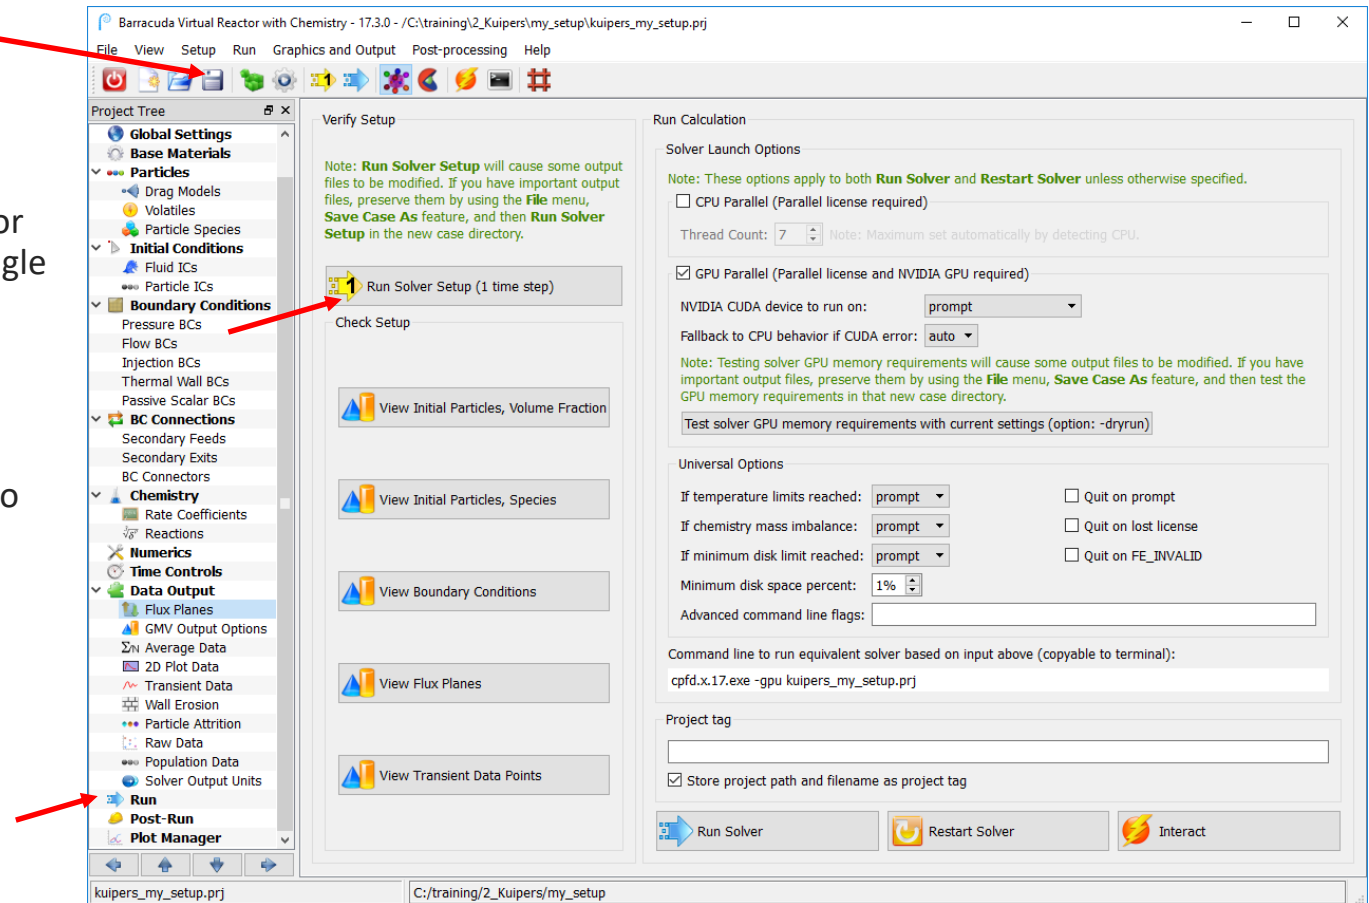 Barracuda Virtual Reactor with Chemistry - 17.3.0 - /C:\training\2_Kuipers\my_setup\kuipers_my_setup.prj
File View Setup Run Graphics and Output Post-processing Help
Project Tree
Global Settings
Base Materials
Particles
Drag Models
Volatiles
Particle Species
Initial Conditions
Fluid ICs
Particle ICs
Boundary Conditions
Pressure BCs
Flow BCs
Injection BCs
Thermal Wall BCs
Passive Scalar BCs
BC Connections
Secondary Feeds
Secondary Exits
BC Connectors
Chemistry
Rate Coefficients
Reactions
Numerics
Time Controls
Data Output
Flux Planes
GMV Output Options
Average Data
2D Plot Data
Transient Data
Wall Erosion
Particle Attrition
Raw Data
Population Data
Solver Output Units
Run
Post-Run
Plot Manager
or
gle
o
Verify Setup
Note: Run Solver Setup will cause some output
files to be modified. If you have important output
files, preserve them by using the File menu,
Save Case As feature, and then Run Solver
Setup in the new case directory.
1 Run Solver Setup (1 time step)
Check Setup
View Initial Particles, Volume Fraction
View Initial Particles, Species
View Boundary Conditions
View Flux Planes
View Transient Data Points
Run Calculation
Solver Launch Options
Note: These options apply to both Run Solver and Restart Solver unless otherwise specified.
CPU Parallel (Parallel license required)
Thread Count: 7 Note: Maximum set automatically by detecting CPU.
GPU Parallel (Parallel license and NVIDIA GPU required)
NVIDIA CUDA device to run on: prompt
Fallback to CPU behavior if CUDA error: auto
Note: Testing solver GPU memory requirements will cause some output files to be modified. If you have
important output files, preserve them by using the File menu, Save Case As feature, and then test the
GPU memory requirements in that new case directory.
Test solver GPU memory requirements with current settings (option: -dryrun)
Universal Options
If temperature limits reached: prompt Quit on prompt
If chemistry mass imbalance: prompt Quit on lost license
If minimum disk limit reached: prompt Quit on FE_INVALID
Minimum disk space percent: 1%
Advanced command line flags:
Command line to run equivalent solver based on input above (copyable to terminal):
cpfd.x.17.exe -gpu kuipers_my_setup.prj
Project tag
Store project path and filename as project tag
Run Solver Restart Solver Interact
kuipers_my_setup.prj C:/training/2_Kuipers/my_setup